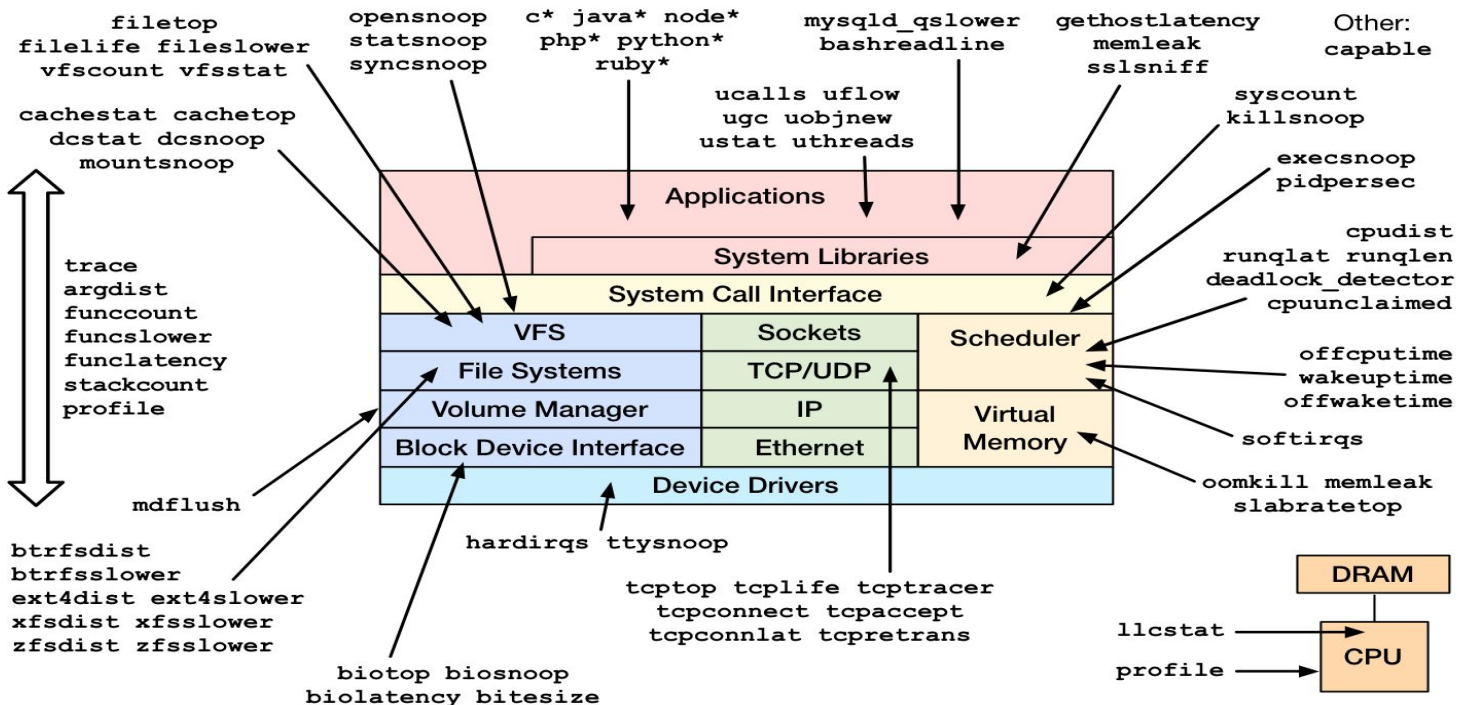 filetop
filelife fileslower
vfscount vfsstat
opensnoop
statsnoop
syncsnoop
c* java* node*
php* python*
ruby*
mysqld_qslower
bashreadline
gethostlatency
memleak
sslsniff
Other:
capable
cachestat cachetop
dcstat dcsnoop
mountsnoop
ucalls uflow
ugc uobjnew
ustat uthreads
syscount
killsnoop
execsnoop
pidpersec
Applications
System Libraries
System Call Interface
VFS
Sockets
Scheduler
File Systems
TCP/UDP
Volume Manager
IP
Virtual
Memory
Block Device Interface
Ethernet
Device Drivers
trace
argdist
funccount
funcslower
funclatency
stackcount
profile
cpudist
runqlat runqlen
deadlock_detector
cpuunclaimed
offcputime
wakeuptime
offwaketime
softirqs
oomkill memleak
slabratetop
mdflush
hardirqs ttysnoop
btrfsdist
btrfsslower
ext4dist ext4slower
xfsdist xfsslower
zfsdist zfsslower
biotop biosnoop
biolatency bitesize
tcptop tcplife tcptracer
tcpconnect tcpaccept
tcpconnlat tcpretrans
DRAM
llcstat
CPU
profile